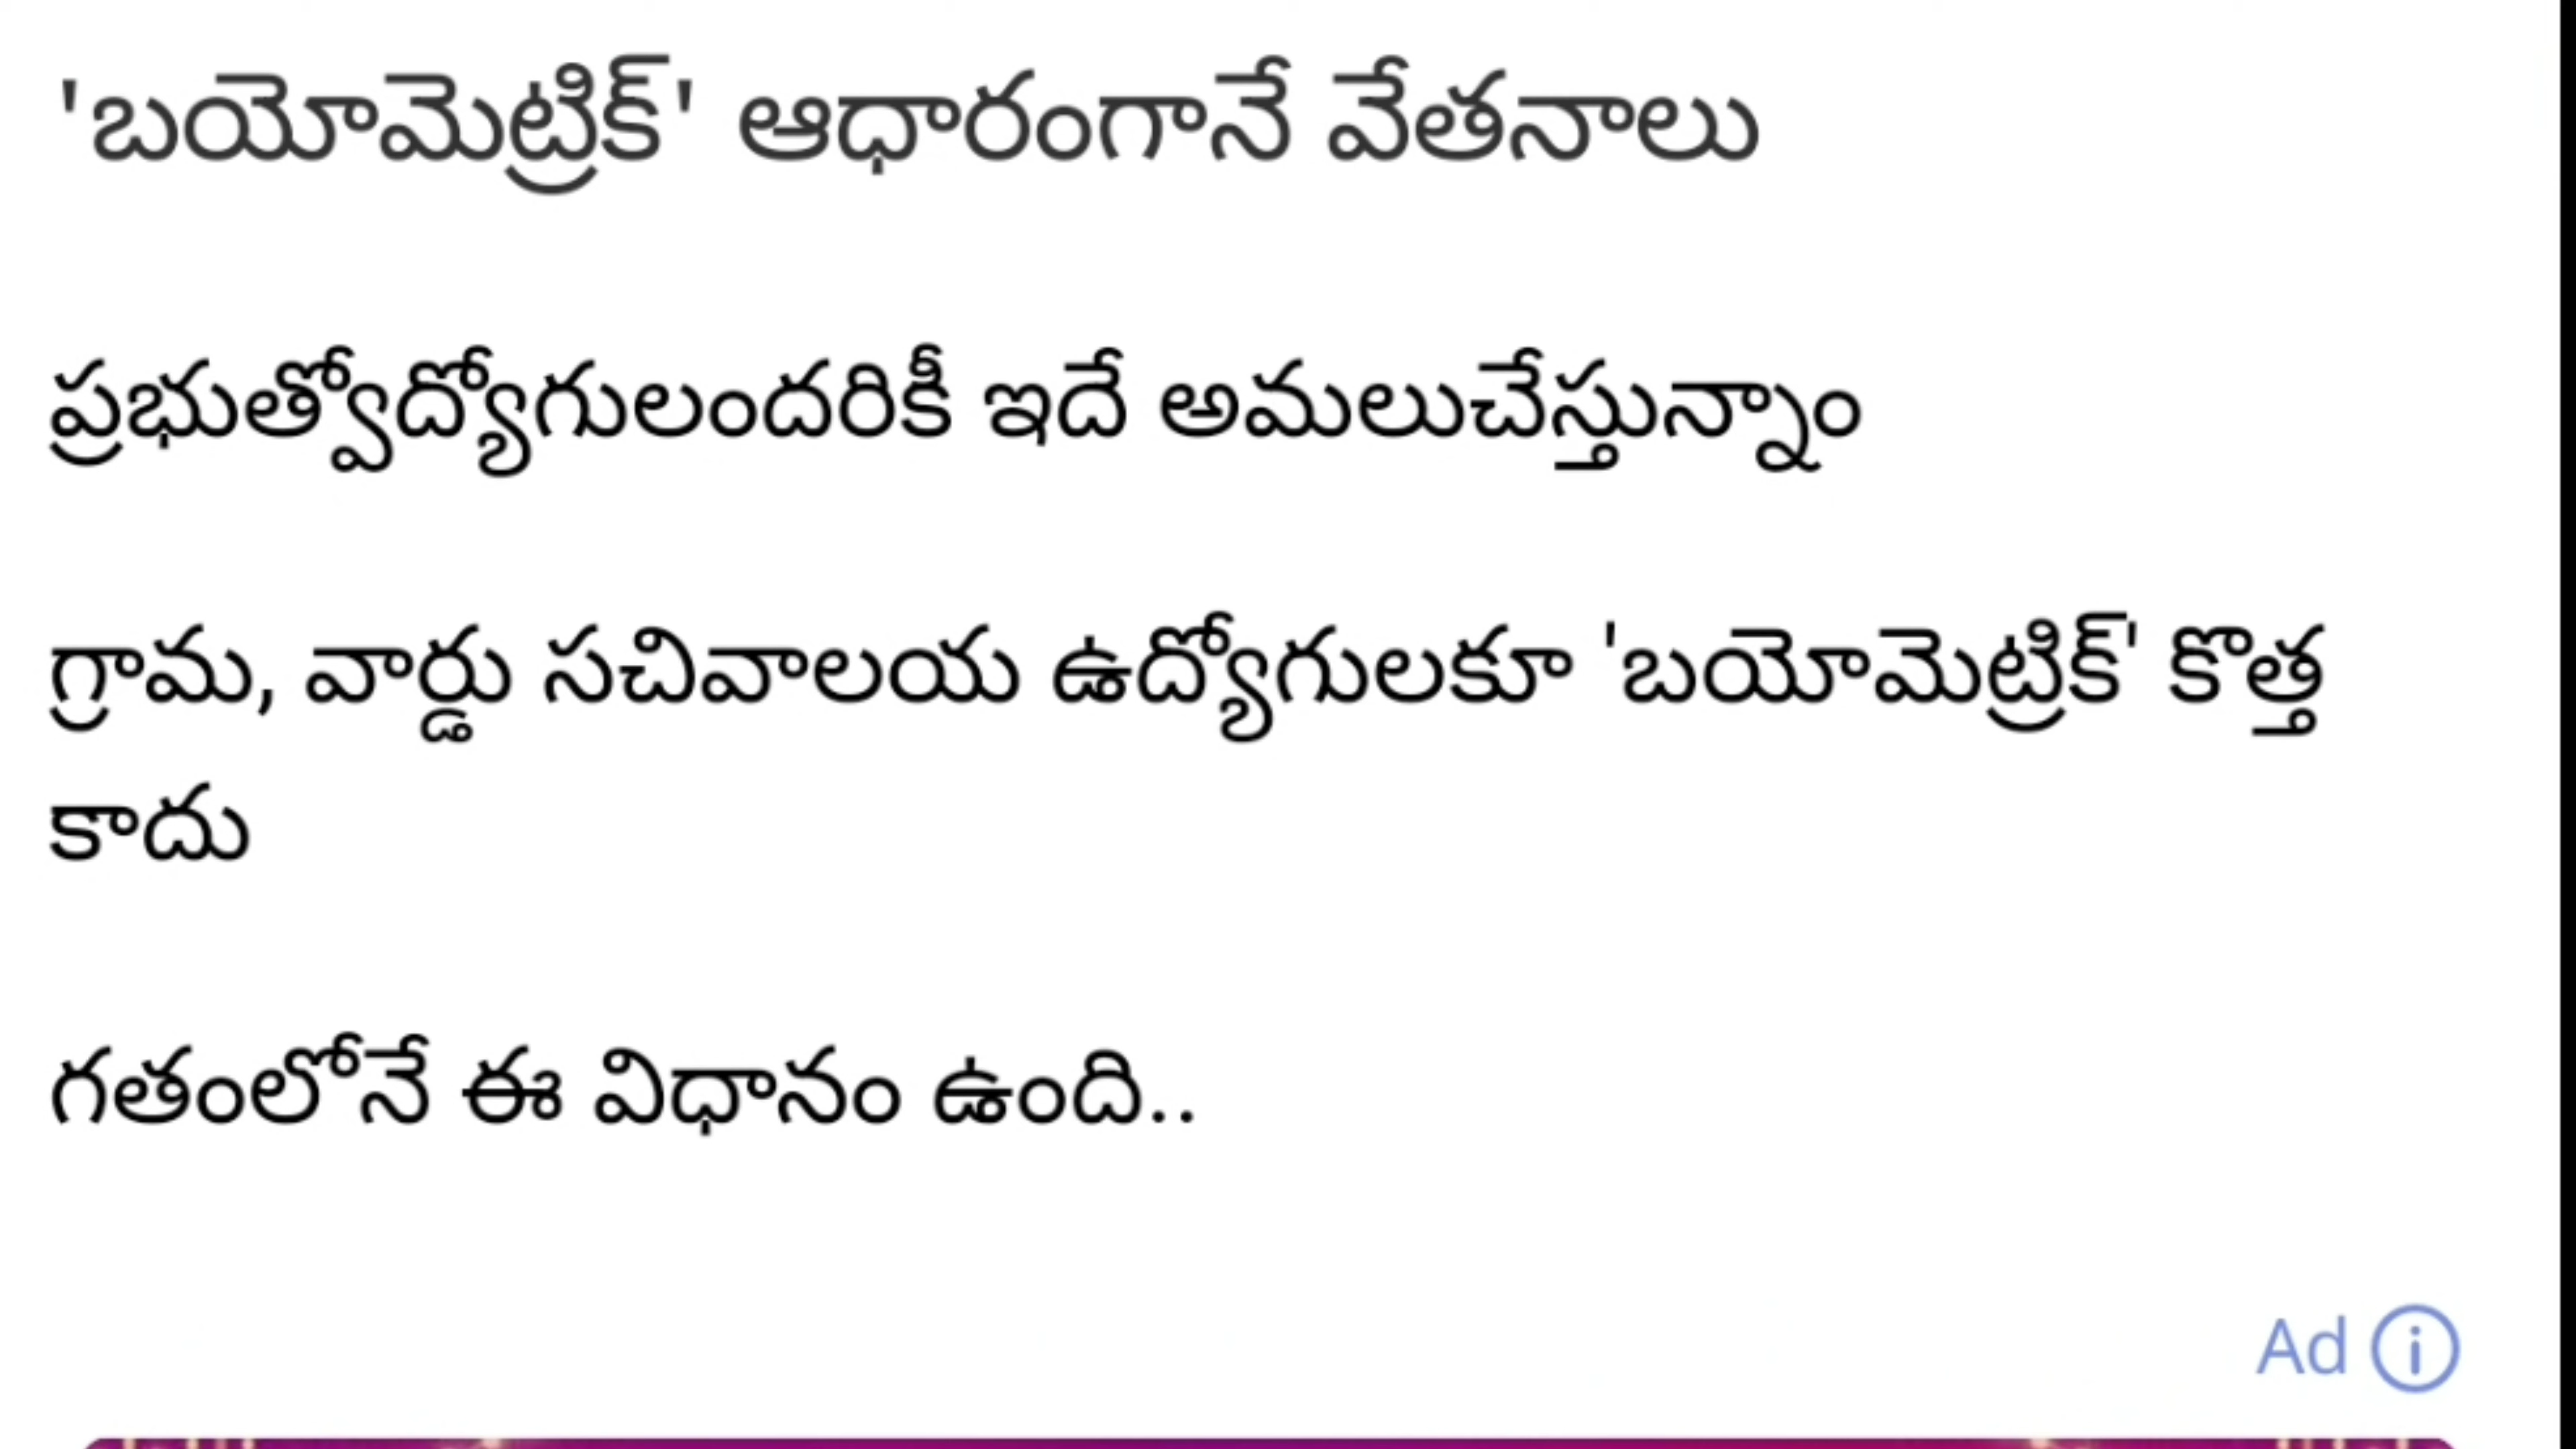 'బయోమెట్రిక్' ఆధారంగానే వేతనాలు
ప్రభుత్వోద్యోగులందరికీ ఇదే అమలుచేస్తున్నాం
గ్రామ, వార్డు సచివాలయ ఉద్యోగులకూ 'బయోమెట్రిక్' కొత్త
కాదు
గతంలోనే ఈ విధానం ఉంది..
Ad